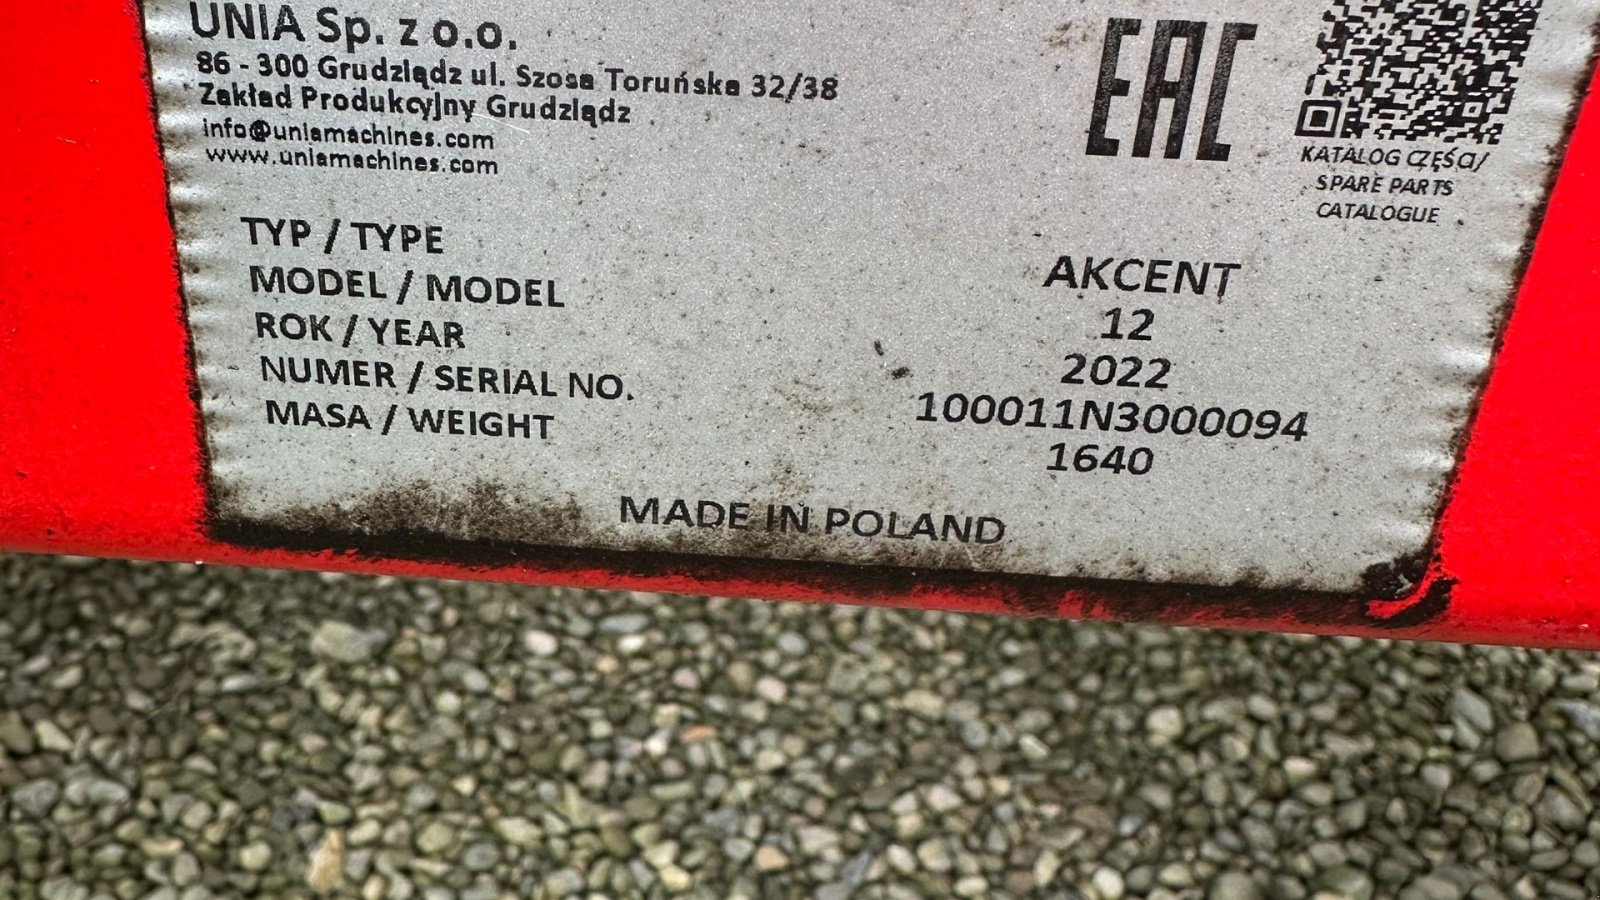 UNIA Sp. z o.o.
86 - 300 Grudziądz ul. Szosa Toruńska 32/38
Zakład Produkcyjny Grudziądz
info@uniamachines.com
www.uniamachines.com
EAC
KATALOG CZĘŚCI/
SPARE PARTS
CATALOGUE
TYP / TYPE AKCENT
MODEL / MODEL 12
ROK / YEAR 2022
NUMER / SERIAL NO. 100011N3000094
MASA / WEIGHT 1640
MADE IN POLAND